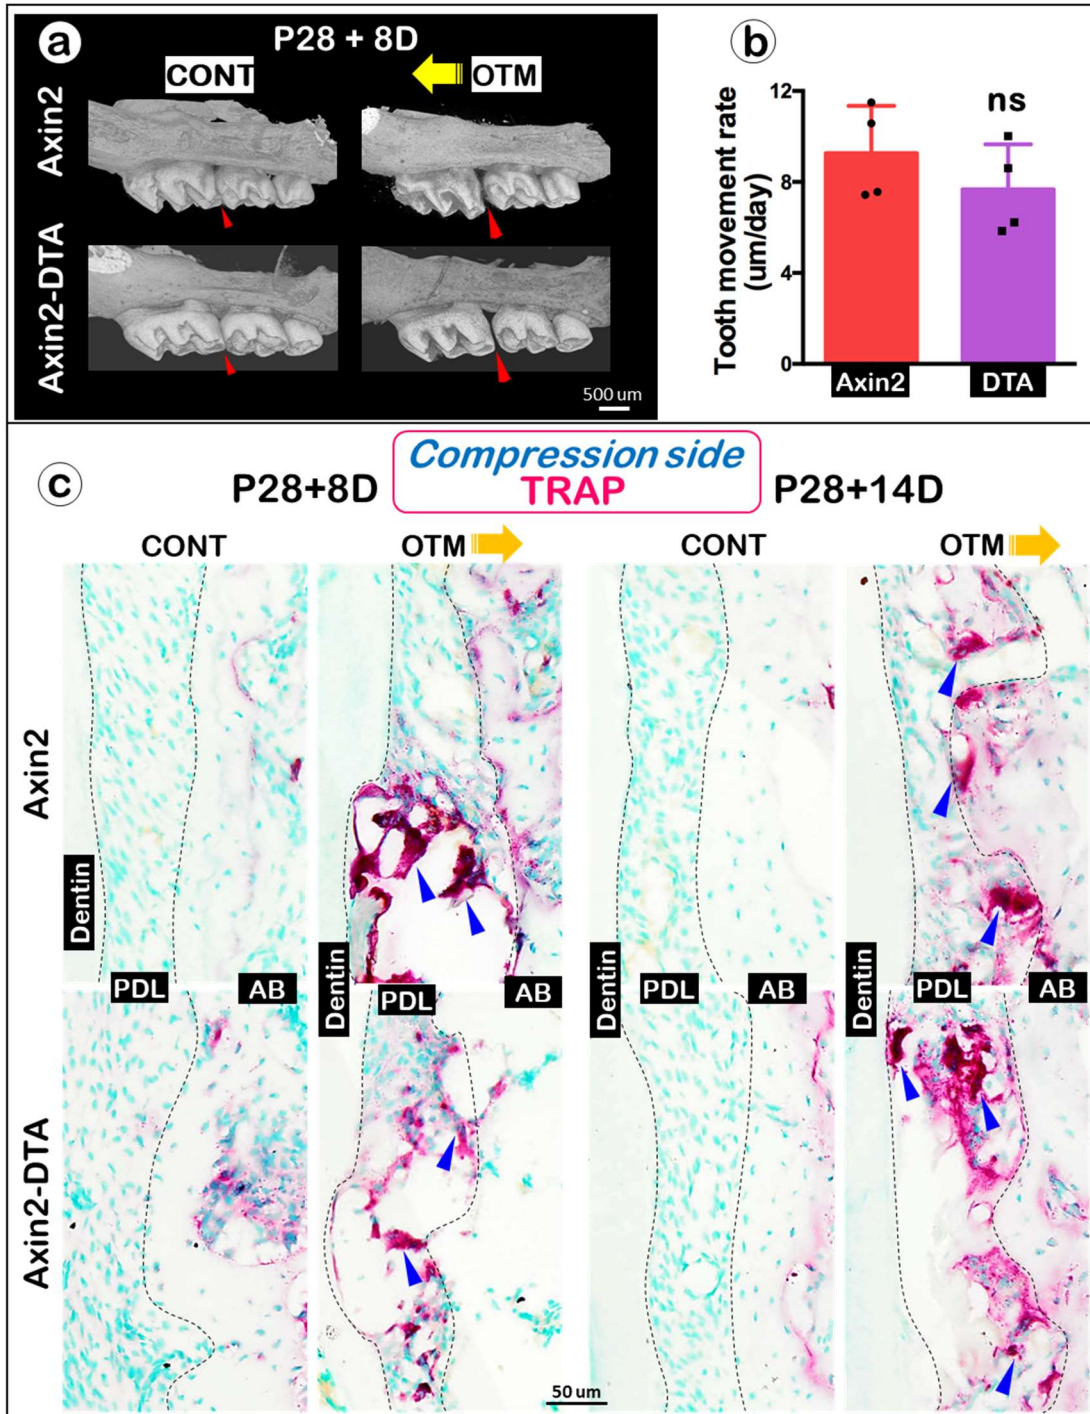 a
P28 + 8D
CONT
OTM
Axin2
Axin2-DTA
500 um
b
Tooth movement rate
(um/day)
12
8
4
0
ns
Axin2
DTA
c
Compression side
TRAP
P28+8D
P28+14D
CONT
OTM
CONT
OTM
Axin2
Dentin
PDL
AB
Dentin
PDL
AB
Dentin
PDL
AB
Dentin
PDL
AB
Axin2-DTA
50 um